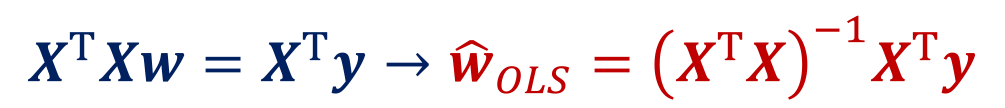 XᵀXw = Xᵀy → ŵ_OLS = (XᵀX)⁻¹Xᵀy